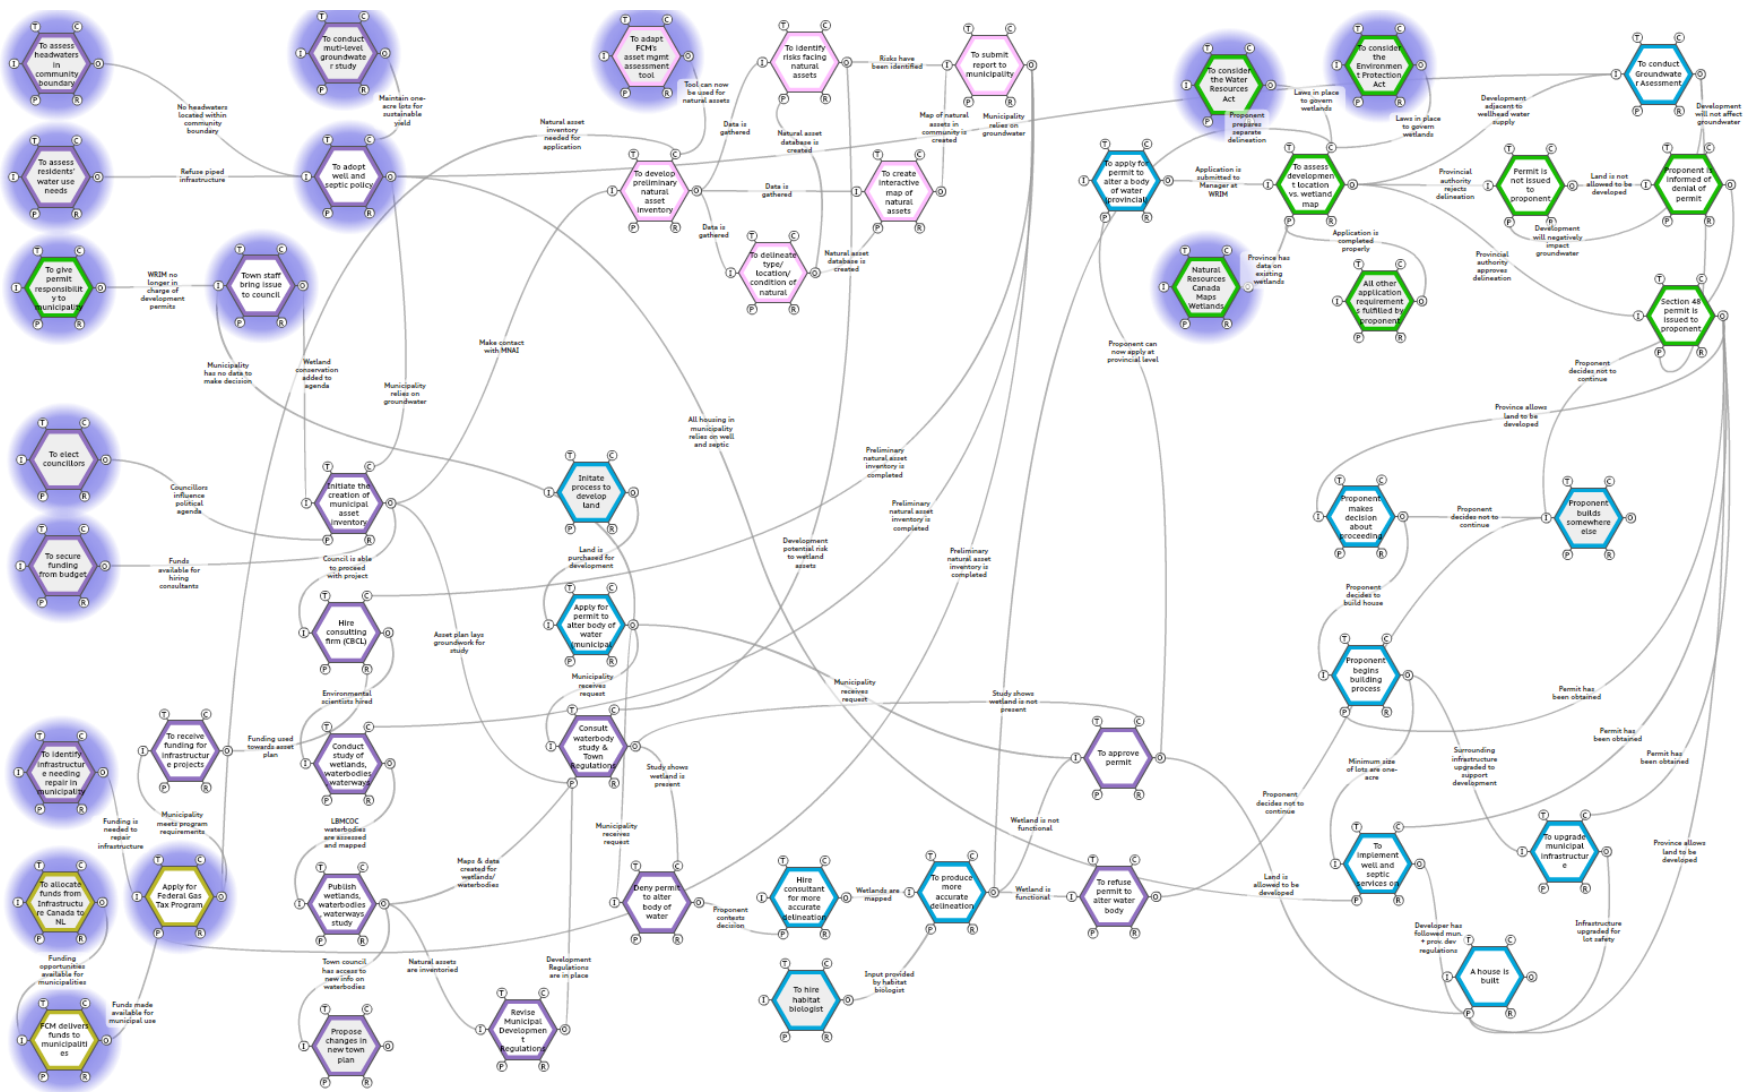 To assess
headwaters
in
community
boundary
To conduct
muti-level
groundwate
r study
To adapt
FCM's
asset mgmt
assessment
tool
To identify
risks facing
natural
assets
Risks have
been identified
To submit
report to
municipality
To consider
the Water
Resources
Act
To consider
the
Environmen
t Protection
Act
To conduct
Groundwate
r Asessment
No headwaters
located within
community
boundary
Maintain one-
acre lots for
sustainable
yield
Tool can now
be used for
natural assets
Natural asset
inventory
needed for
application
Data is
gathered
Natural asset
database is
created
Map of natural
assets in
community is
created
Municipality
relies on
groundwater
Proponent
prepares
separate
delineation
Laws in place
to govern
wetlands
Laws in place
to govern
wetlands
Development
adjacent to
wellhead water
supply
Development
will not affect
groundwater
To assess
residents'
water use
needs
Refuse piped
infrastructure
To adopt
well and
septic policy
To develop
preliminary
natural
asset
inventory
Data is
gathered
To create
interactive
map of
natural
assets
To apply for
permit to
alter a body
of water
(provincial)
Application is
submitted to
Manager at
WRIM
To assess
developmen
t location
vs. wetland
map
Provincial
authority
rejects
delineation
Permit is
not issued
to
proponent
Land is not
allowed to be
developed
Proponent is
informed of
denial of
permit
Data is
gathered
To delineate
type/
location/
condition of
natural
Natural asset
database is
created
Application is
completed
properly
Development
will negatively
impact
groundwater
Provincial
authority
approves
delineation
To give
permit
responsibilit
y to
municipality
WRIM no
longer in
charge of
development
permits
Town staff
bring issue
to council
Natural
Resources
Canada
Maps
Wetlands
Province has
data on
existing
wetlands
All other
application
requirement
s fulfilled by
proponent
Section 48
permit is
issued to
proponent
Make contact
with MNAI
Proponent can
now apply at
provincial level
Municipality
has no data to
make decision
Wetland
conservation
added to
agenda
Municipality
relies on
groundwater
Proponent
decides not to
continue
Province allows
land to be
developed
All housing in
municipality
relies on well
and septic
To elect
councillors
Councillors
influence
political
agenda
Initiate the
creation of
municipal
asset
inventory
Initate
process to
develop
land
Preliminary
natural asset
inventory is
completed
Preliminary
natural asset
inventory is
completed
Proponent
makes
decision
about
proceeding
Proponent
decides not to
continue
Proponent
builds
somewhere
else
To secure
funding
from budget
Funds
available for
hiring
consultants
Council is able
to proceed
with project
Land is
purchased for
development
Development
potential risk
to wetland
assets
Preliminary
natural asset
inventory is
completed
Proponent
decides to
build house
Hire
consulting
firm (CBCL)
Asset plan lays
groundwork for
study
Apply for
permit to
alter body of
water
(municipal
Environmental
scientists hired
Municipality
receives
request
Municipality
receives
request
Study shows
wetland is not
present
Proponent
begins
building
process
Permit has
been obtained
To identify
infrastructur
e needing
repair in
municipality
To receive
funding for
infrastructur
e projects
Funding used
towards asset
plan
Conduct
study of
wetlands,
waterbodies
waterways
Consult
waterbody
study &
Town
Regulations
Study shows
wetland is
present
To approve
permit
Minimum size
of lots are one-
acre
Surrounding
infrastructure
upgraded to
support
development
Permit has
been obtained
Permit has
been obtained
Funding is
needed to
repair
infrastructure
Municipality
meets program
requirements
LBMCOC
waterbodies
are assessed
and mapped
Municipality
receives
request
Wetland is not
functional
Proponent
decides not to
continue
To
implement
well and
septic
services on
To upgrade
municipal
infrastructur
e
Province allows
land to be
developed
To allocate
funds from
Infrastructu
re Canada to
NL
Apply for
Federal Gas
Tax Program
Publish
wetlands,
waterbodies
, waterways
study
Maps & data
created for
wetlands/
waterbodies
Deny permit
to alter
body of
water
Proponent
contests
decision
Hire
consultant
for more
accurate
delineation
Wetlands are
mapped
To produce
more
accurate
delineation
Wetland is
functional
To refuse
permit to
alter water
body
Land is
allowed to be
developed
Developer has
followed mun.
+ prov. dev
regulations
Infrastructure
upgraded for
lot safety
Funding
opportunities
available for
municipalities
Funds made
available for
municipal use
FCM delivers
funds to
municipaliti
es
Town council
has access to
new info on
waterbodies
Natural assets
are inventoried
Development
Regulations
are in place
Propose
changes in
new town
plan
Revise
Municipal
Developmen
t
Regulations
To hire
habitat
biologist
Input provided
by habitat
biologist
A house is
built